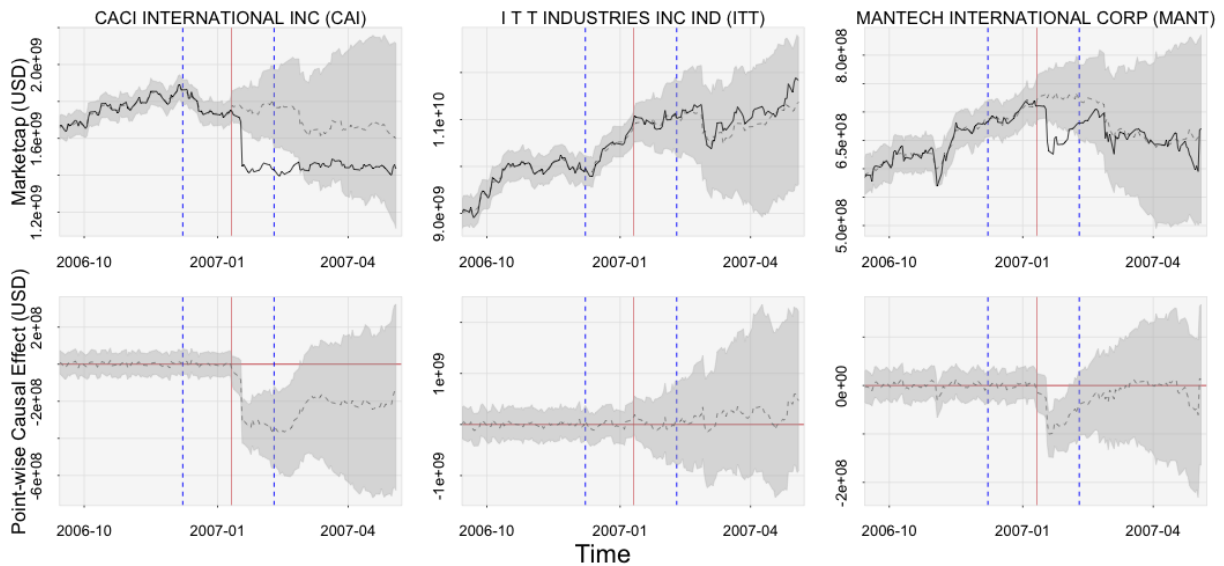 CACI INTERNATIONAL INC (CAI)
I T T INDUSTRIES INC IND (ITT)
MANTECH INTERNATIONAL CORP (MANT)
Marketcap (USD)
2.0e+09
1.6e+09
1.2e+09
1.1e+10
9.0e+09
8.0e+08
6.5e+08
5.0e+08
2006-10 2007-01 2007-04
2006-10 2007-01 2007-04
2006-10 2007-01 2007-04
Point-wise Causal Effect (USD)
2e+08
-2e+08
-6e+08
1e+09
-1e+09
0e+00
-2e+08
2006-10 2007-01 2007-04
2006-10 2007-01 2007-04
2006-10 2007-01 2007-04
Time